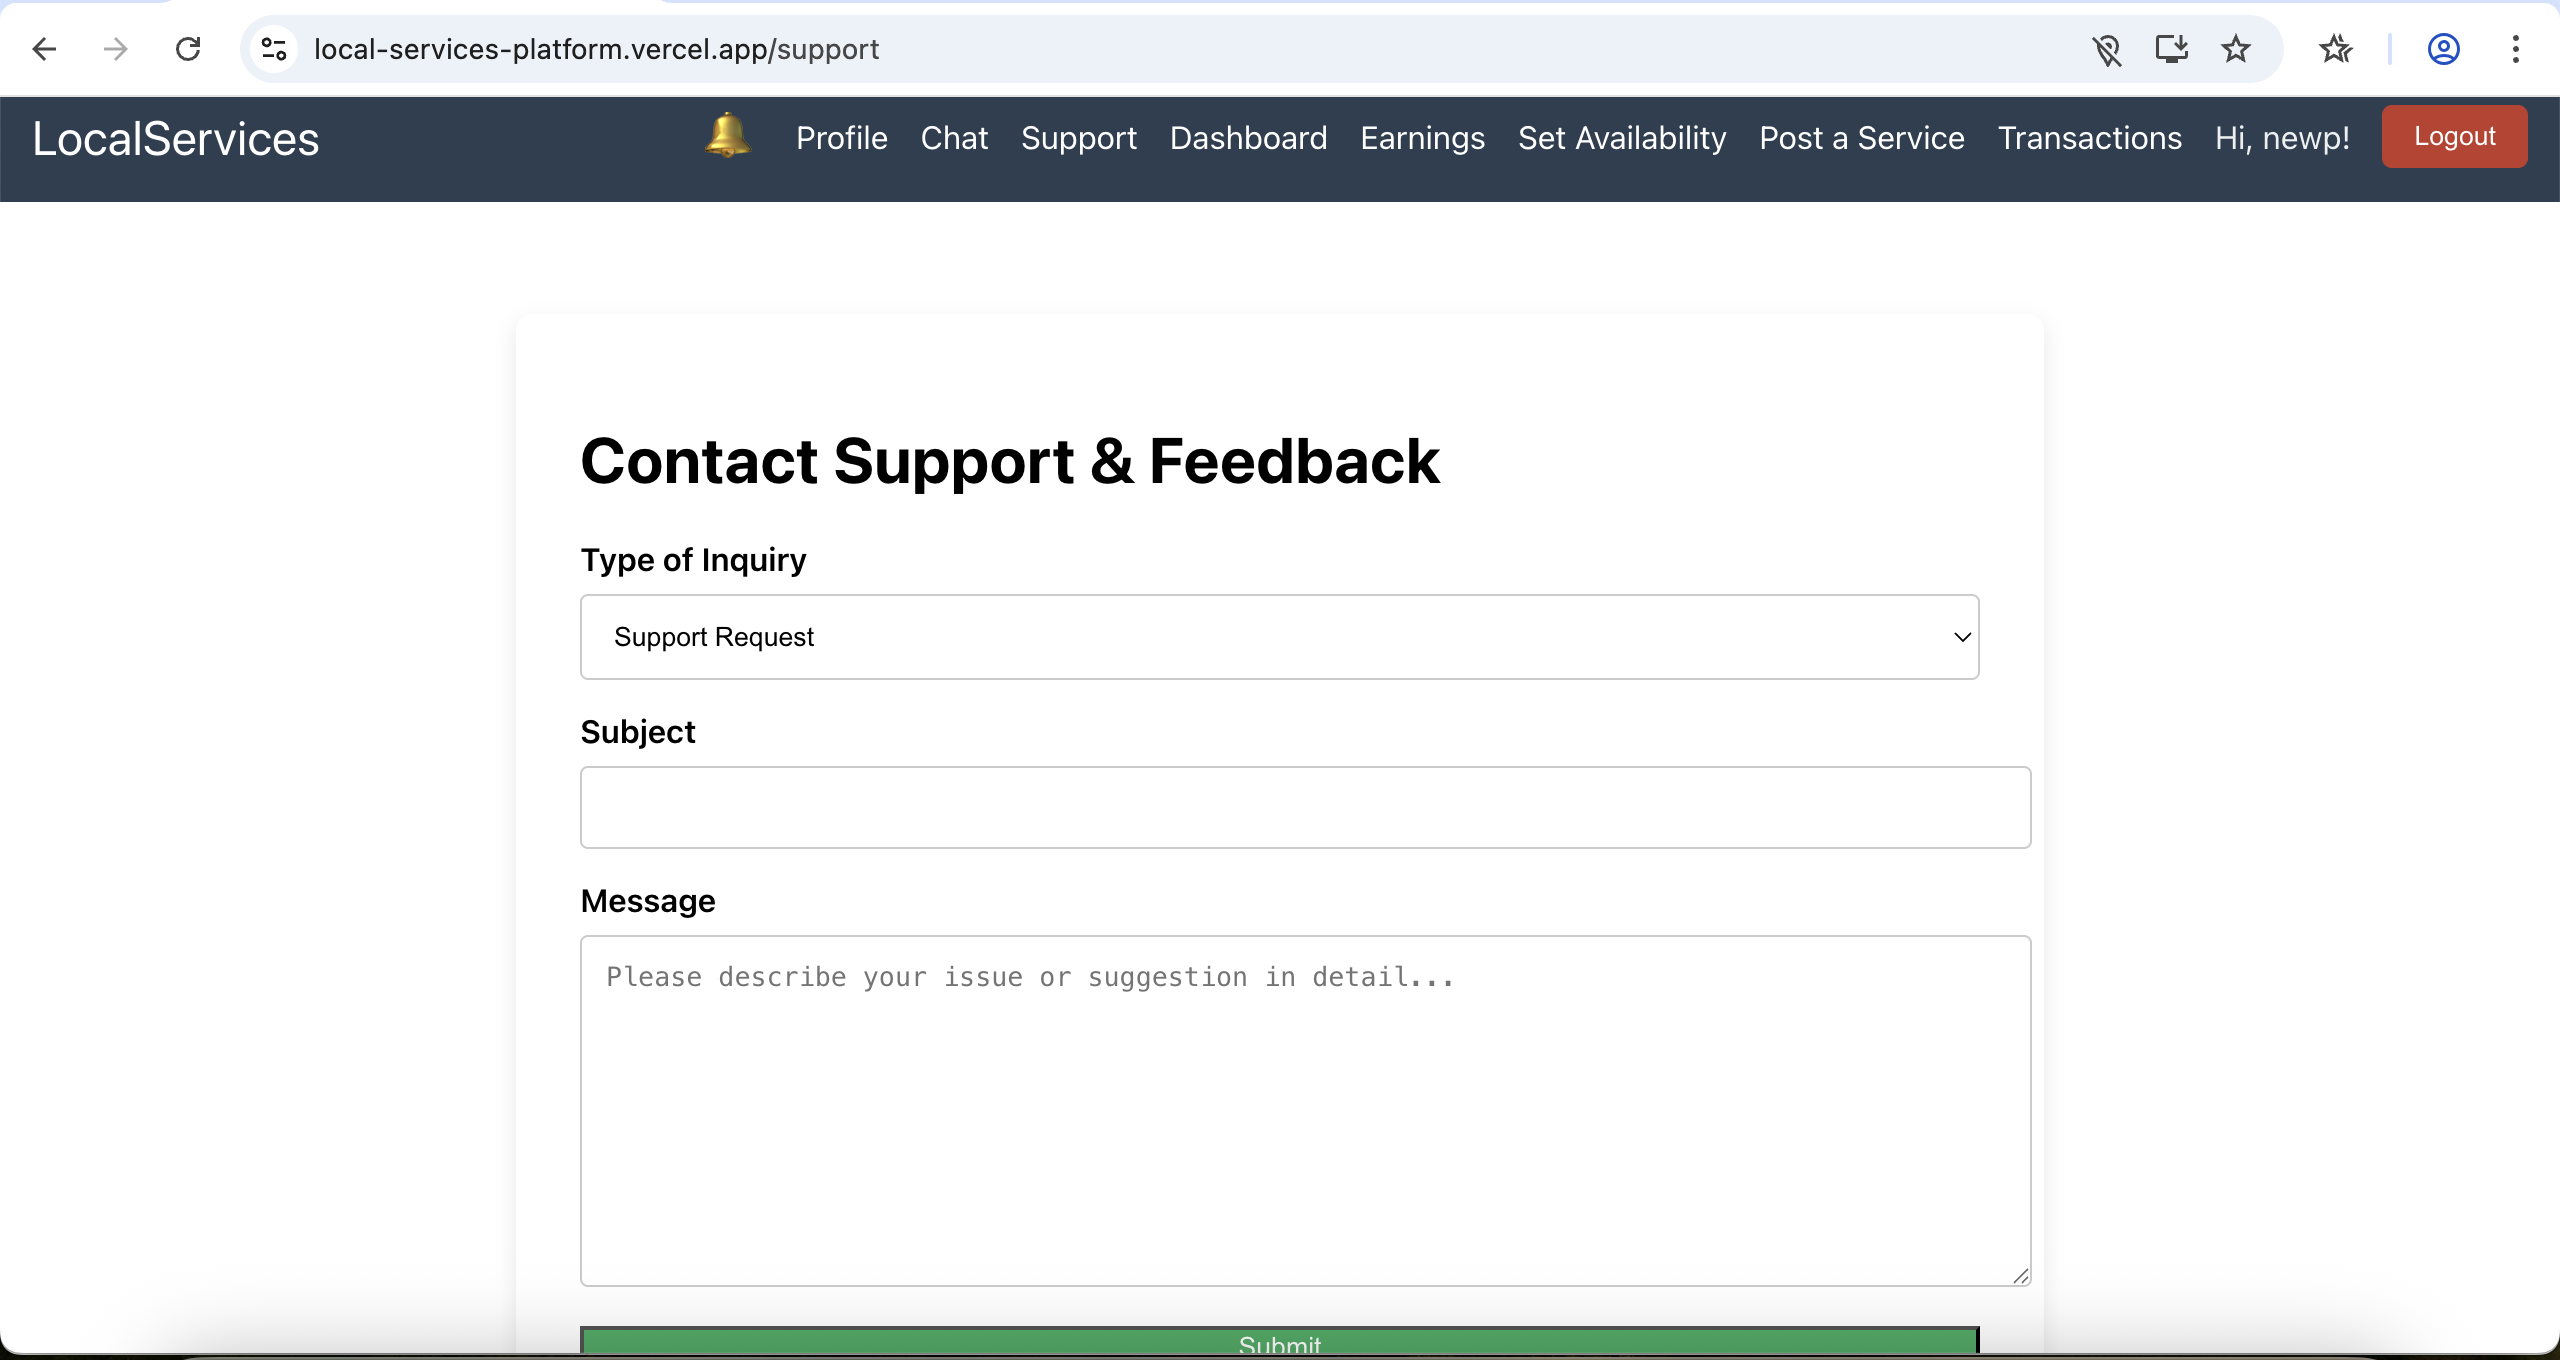 local-services-platform.vercel.app/support
LocalServices Profile Chat Support Dashboard Earnings Set Availability Post a Service Transactions Hi, newp! Logout
Contact Support & Feedback
Type of Inquiry
Support Request
Subject
Message
Please describe your issue or suggestion in detail...
Submit